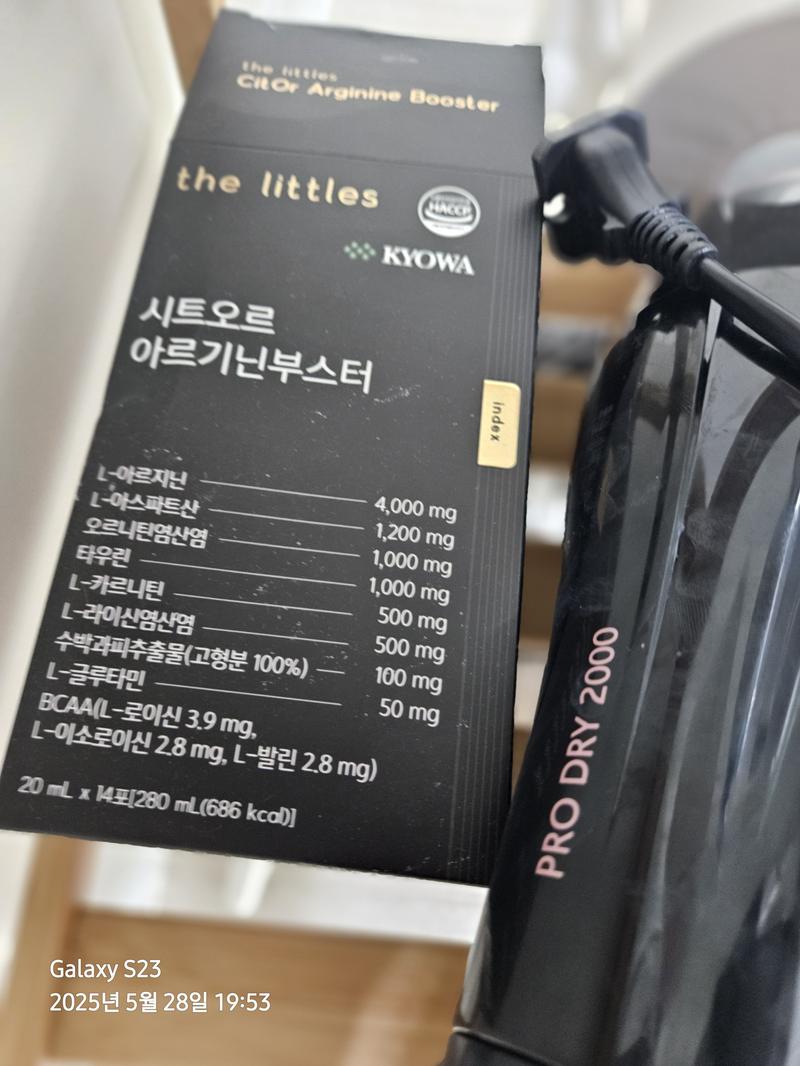 the littles
CitOr Arginine Booster
the littles
HACCP
KYOWA
시트오르
아르기닌부스터
index
L-아르지닌 4,000 mg
L-아스파트산 1,200 mg
오르니틴염산염 1,000 mg
타우린 1,000 mg
L-카르니틴 500 mg
L-라이신염산염 500 mg
수박과피추출물(고형분 100%) 100 mg
L-글루타민 50 mg
BCAA(L-로이신 3.9 mg,
L-이소로이신 2.8 mg, L-발린 2.8 mg)
20 mL x 14포[280 mL(686 kcal)]
PRO DRY 2000
Galaxy S23
2025년 5월 28일 19:53